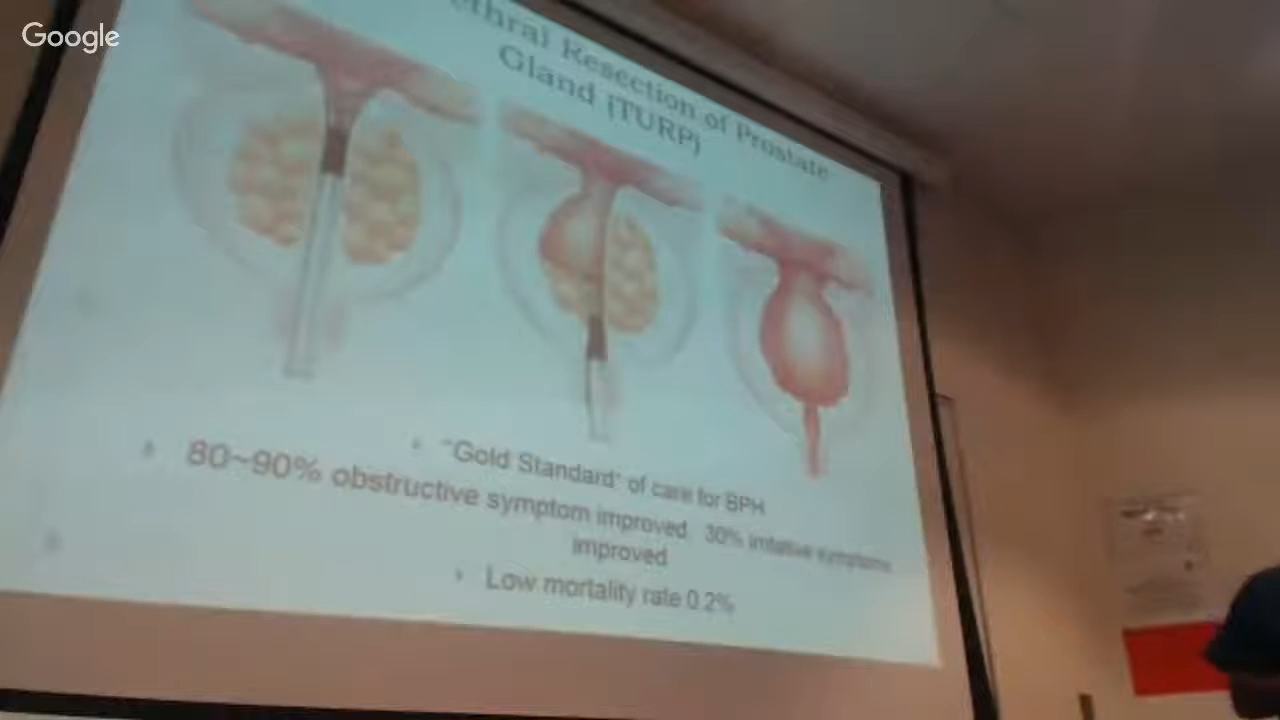 Google
ethral Resection of Prostate
Gland (TURP)
"Gold Standard" of care for BPH
80~90% obstructive symptom improved 30% irritative symptoms
improved
Low mortality rate 0.2%